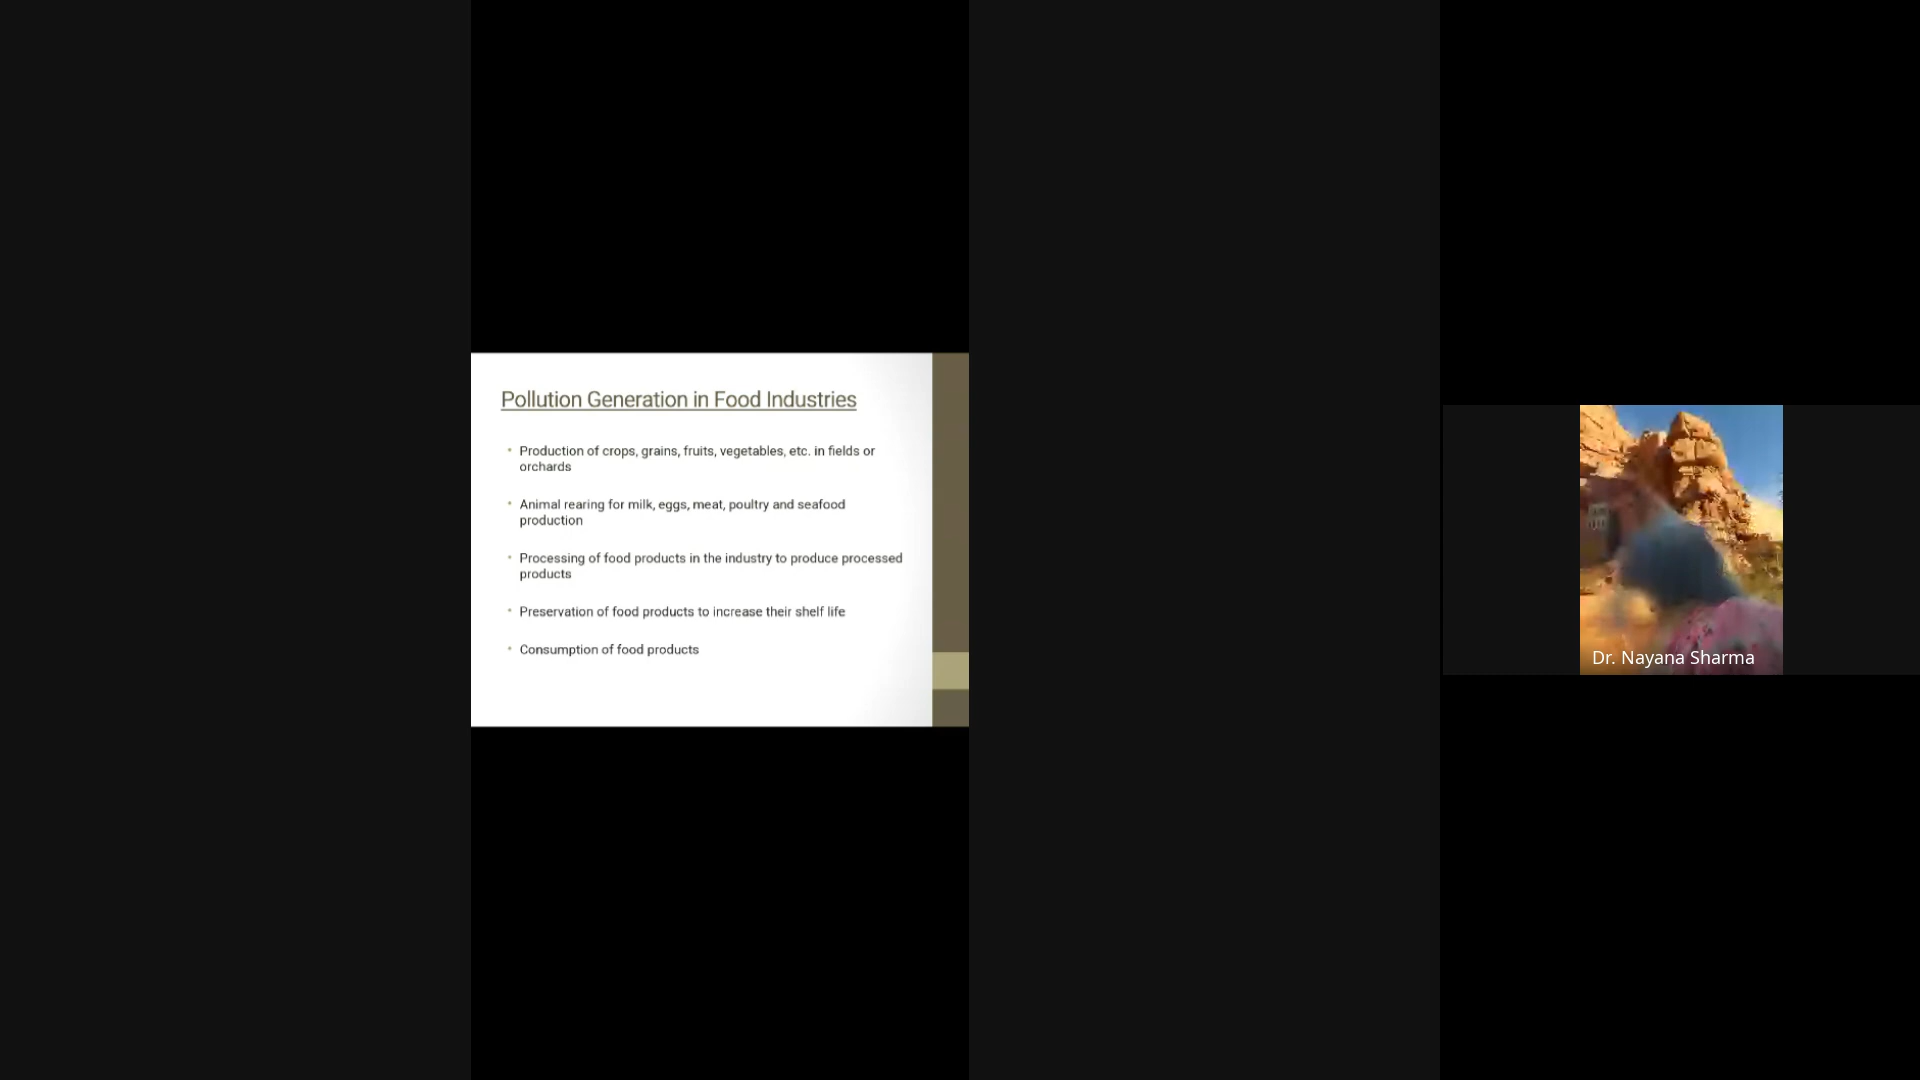 Pollution Generation in Food Industries
• Production of crops, grains, fruits, vegetables, etc. in fields or
orchards
• Animal rearing for milk, eggs, meat, poultry and seafood
production
• Processing of food products in the industry to produce processed
products
• Preservation of food products to increase their shelf life
• Consumption of food products
Dr. Nayana Sharma